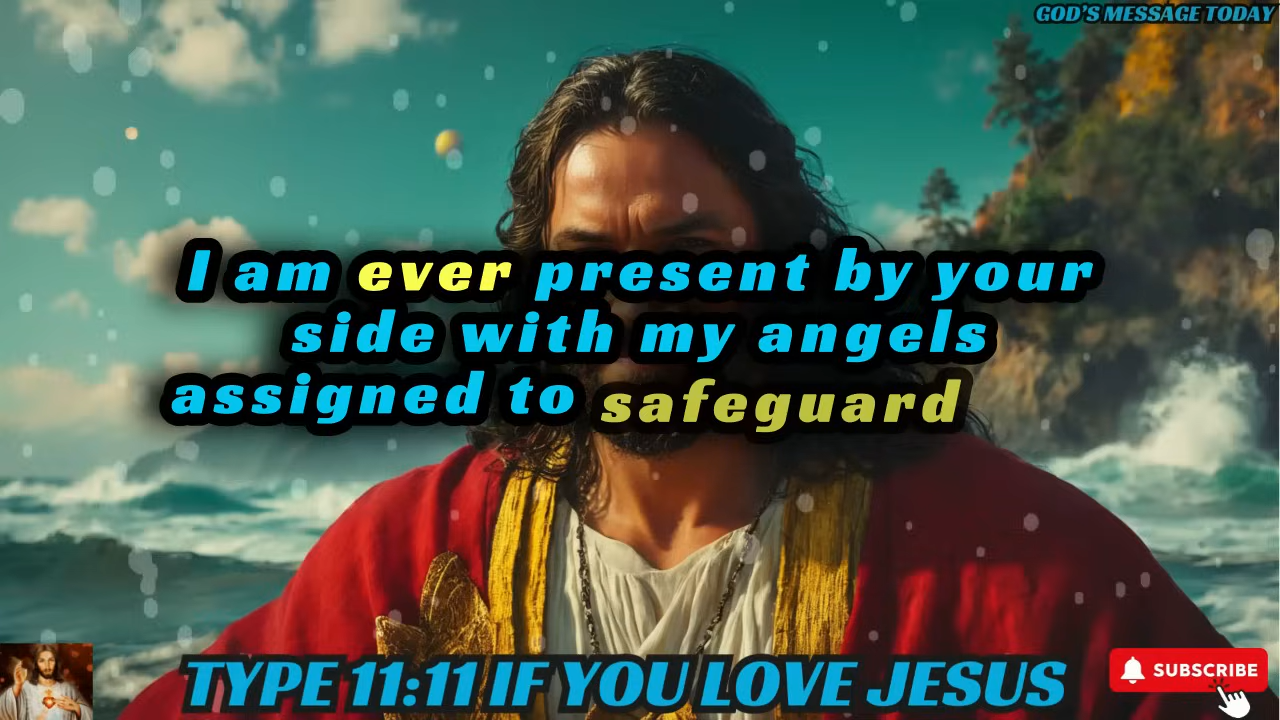 GOD'S MESSAGE TODAY
I am ever present by your
side with my angels
assigned to safeguard
TYPE 11:11 IF YOU LOVE JESUS
SUBSCRIBE